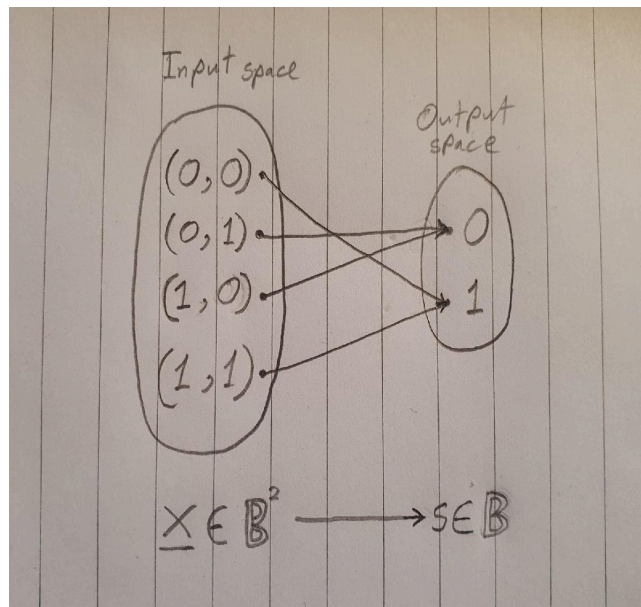 Input space
Output
space
(0,0)
(0,1)
(1,0)
(1,1)
0
1
X ∈ 𝔹² ⟶ s ∈ 𝔹